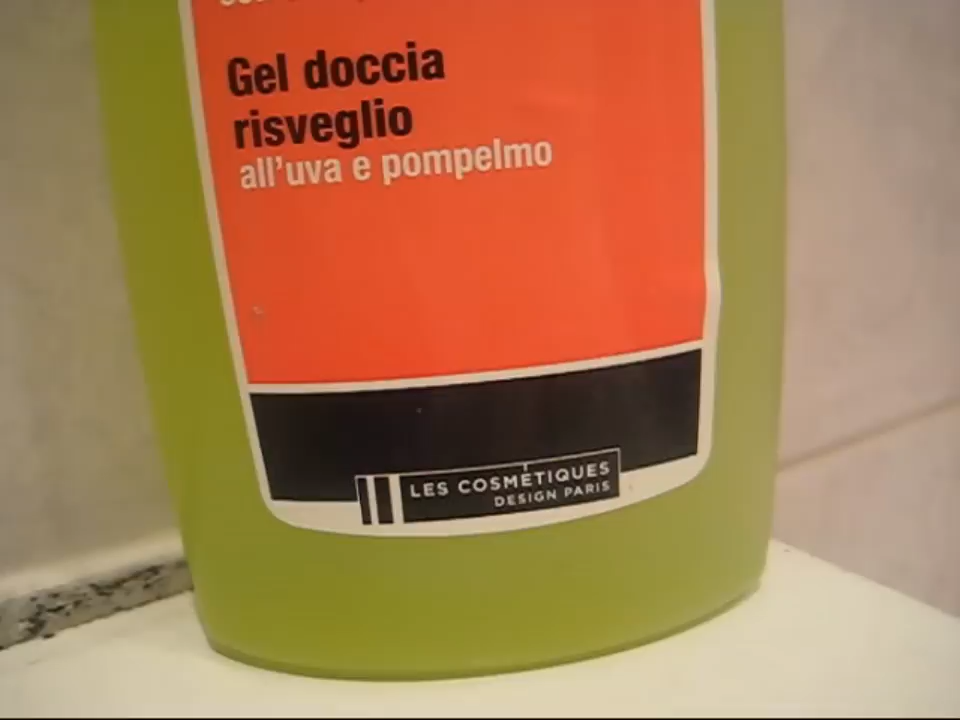 Gel doccia
risveglio
all'uva e pompelmo
LES COSMÉTIQUES
DESIGN PARIS